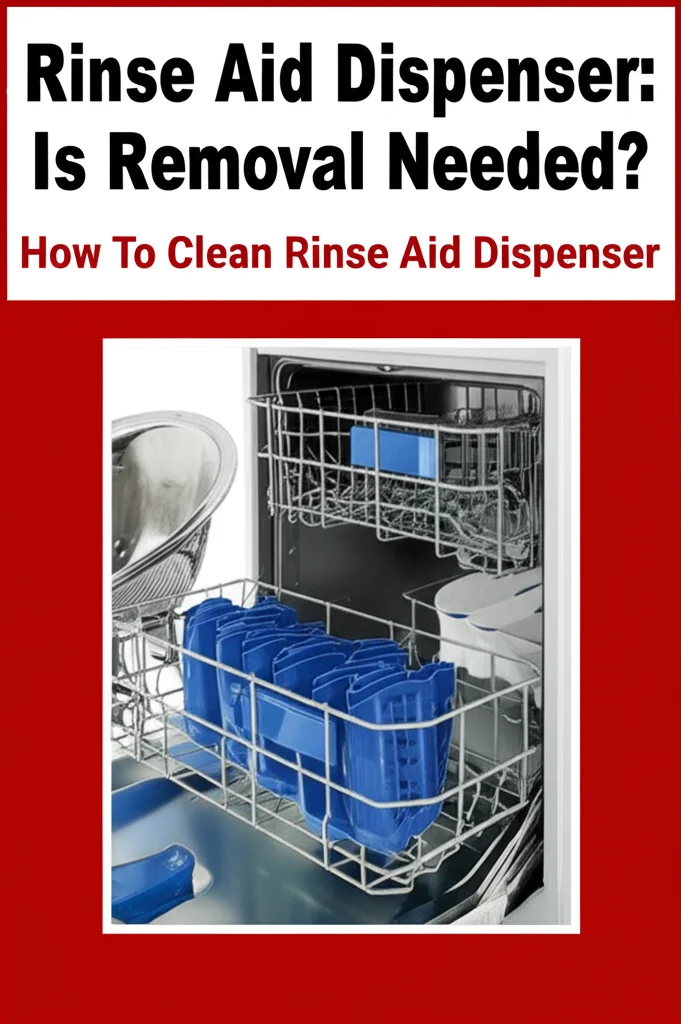 Rinse Aid Dispenser:
Is Removal Needed?
How To Clean Rinse Aid Dispenser